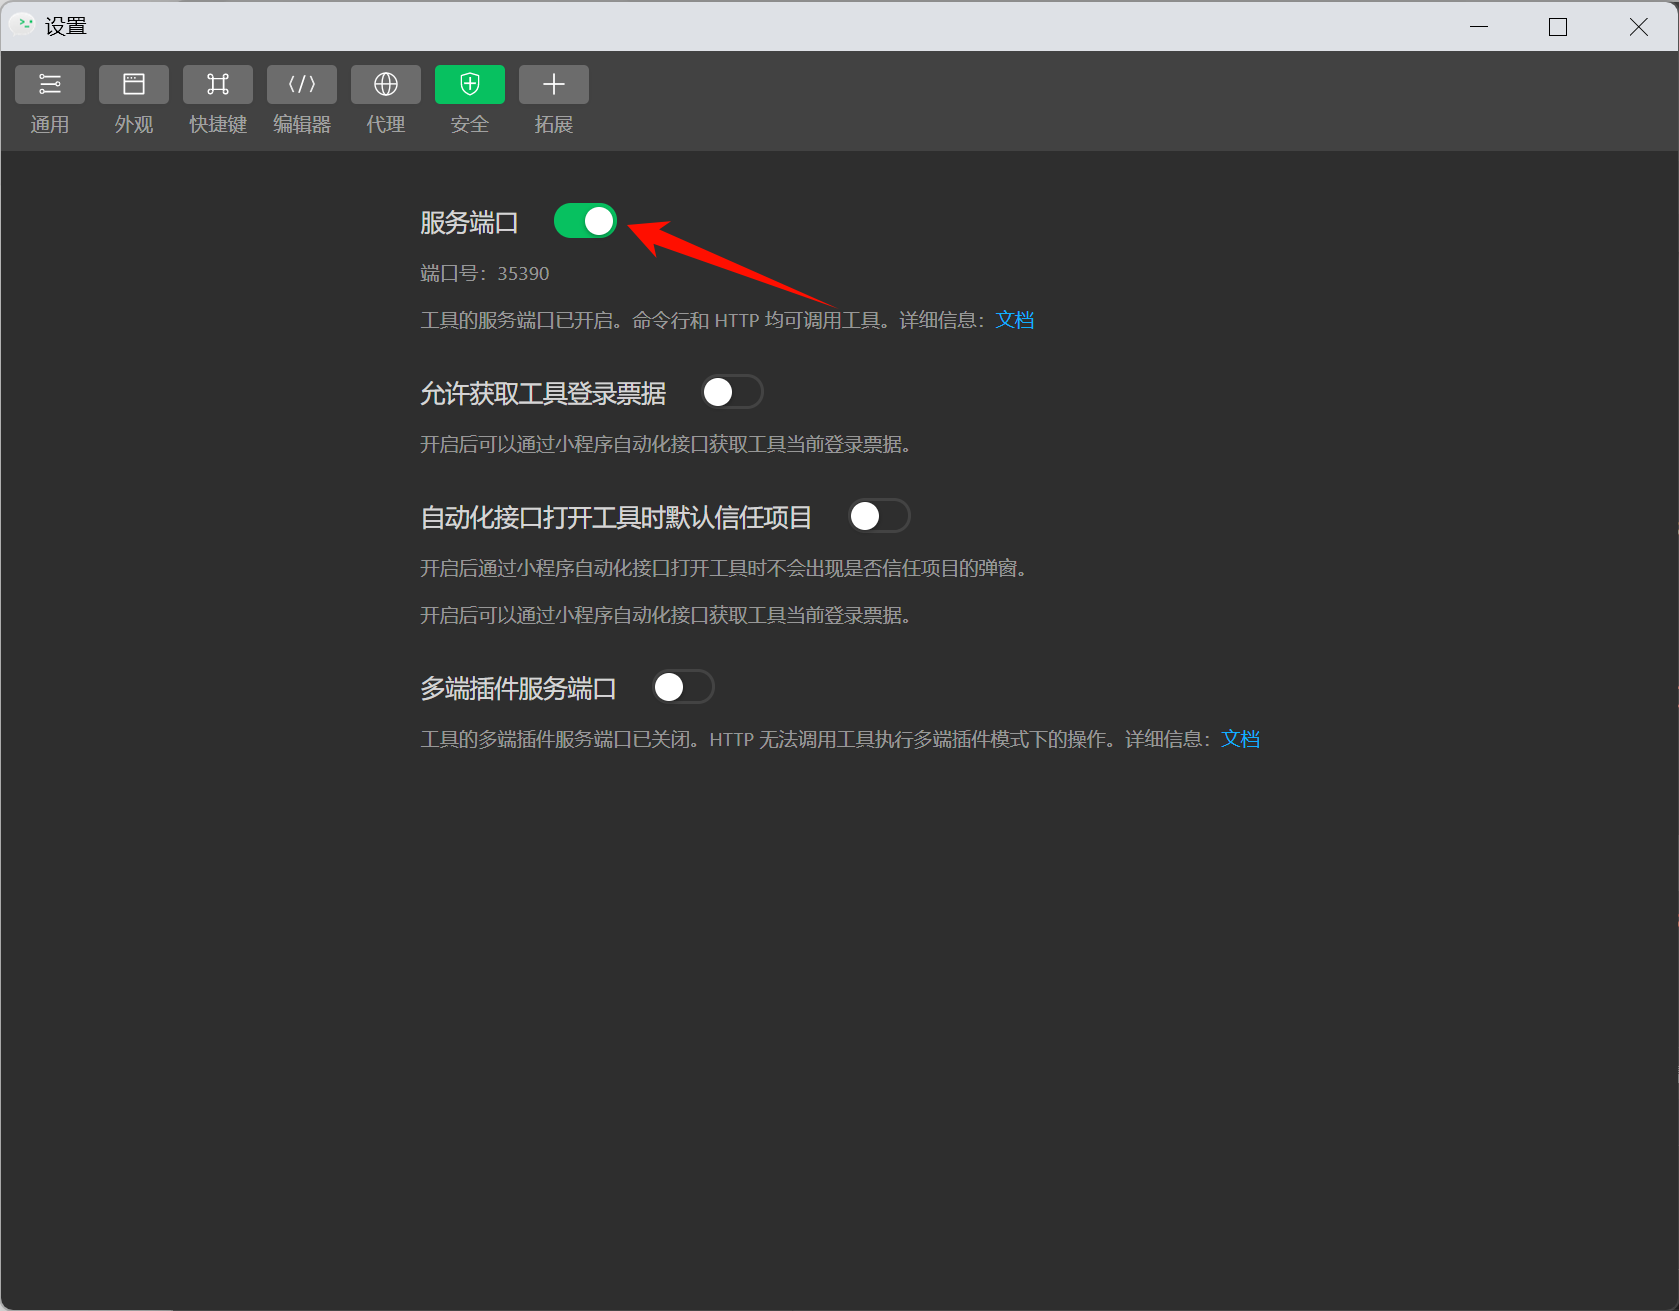 设置
通用 外观 快捷键 编辑器 代理 安全 拓展
服务端口
端口号：35390
工具的服务端口已开启。命令行和 HTTP 均可调用工具。详细信息：文档
允许获取工具登录票据
开启后可以通过小程序自动化接口获取工具当前登录票据。
自动化接口打开工具时默认信任项目
开启后通过小程序自动化接口打开工具时不会出现是否信任项目的弹窗。
开启后可以通过小程序自动化接口获取工具当前登录票据。
多端插件服务端口
工具的多端插件服务端口已关闭。HTTP 无法调用工具执行多端插件模式下的操作。详细信息：文档